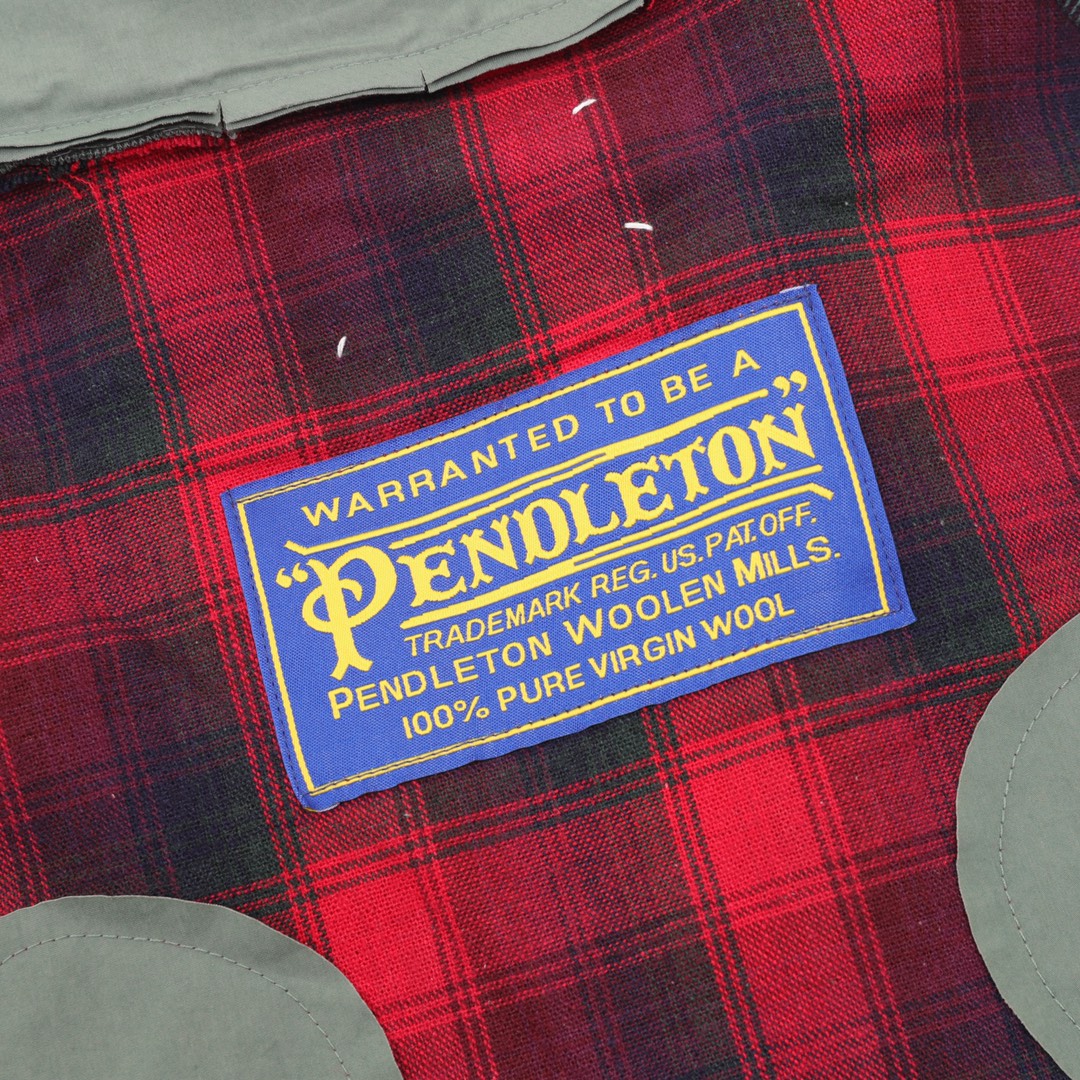 WARRANTED TO BE A
“PENDLETON”
TRADEMARK REG. US. PAT. OFF.
PENDLETON WOOLEN MILLS.
100% PURE VIRGIN WOOL